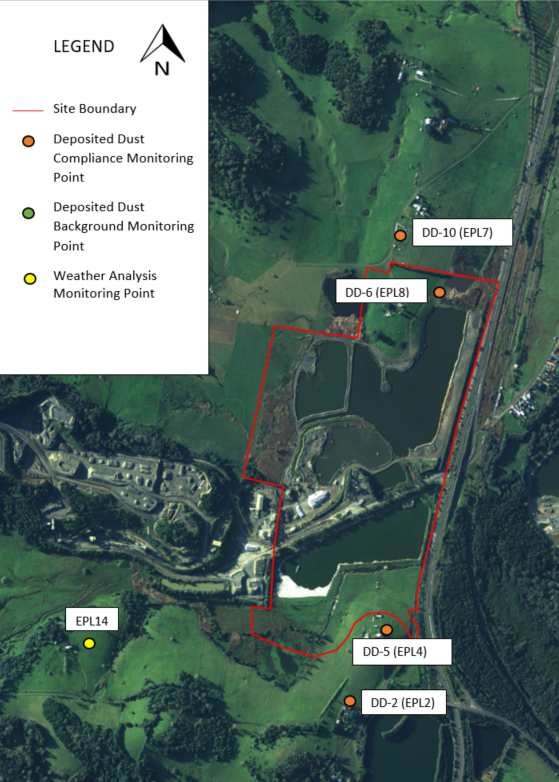 LEGEND
N
Site Boundary
Deposited Dust
Compliance Monitoring
Point
Deposited Dust
Background Monitoring
Point
Weather Analysis
Monitoring Point
DD-10 (EPL7)
DD-6 (EPL8)
EPL14
DD-5 (EPL4)
DD-2 (EPL2)